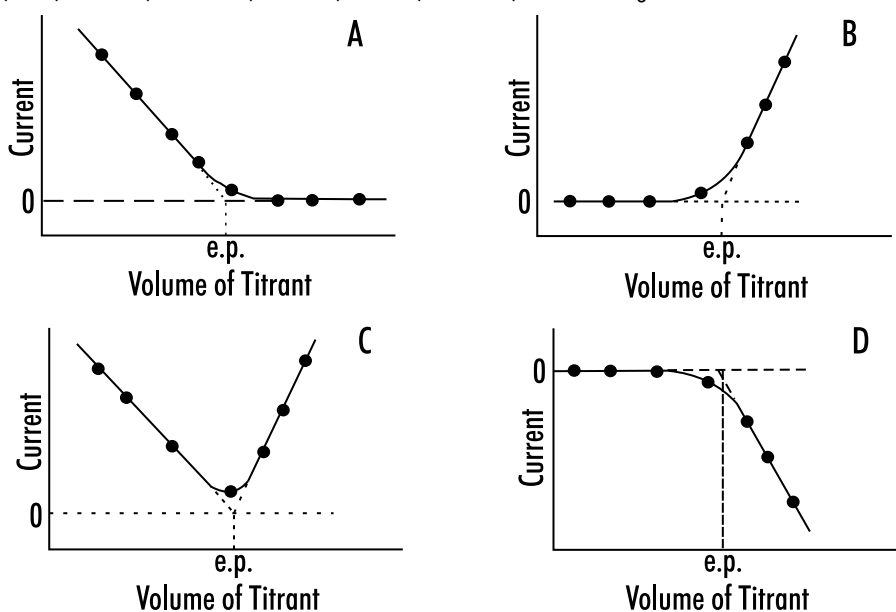 A
Current
0
e.p.
Volume of Titrant
B
Current
0
e.p.
Volume of Titrant
C
Current
0
e.p.
Volume of Titrant
D
0
Current
e.p.
Volume of Titrant